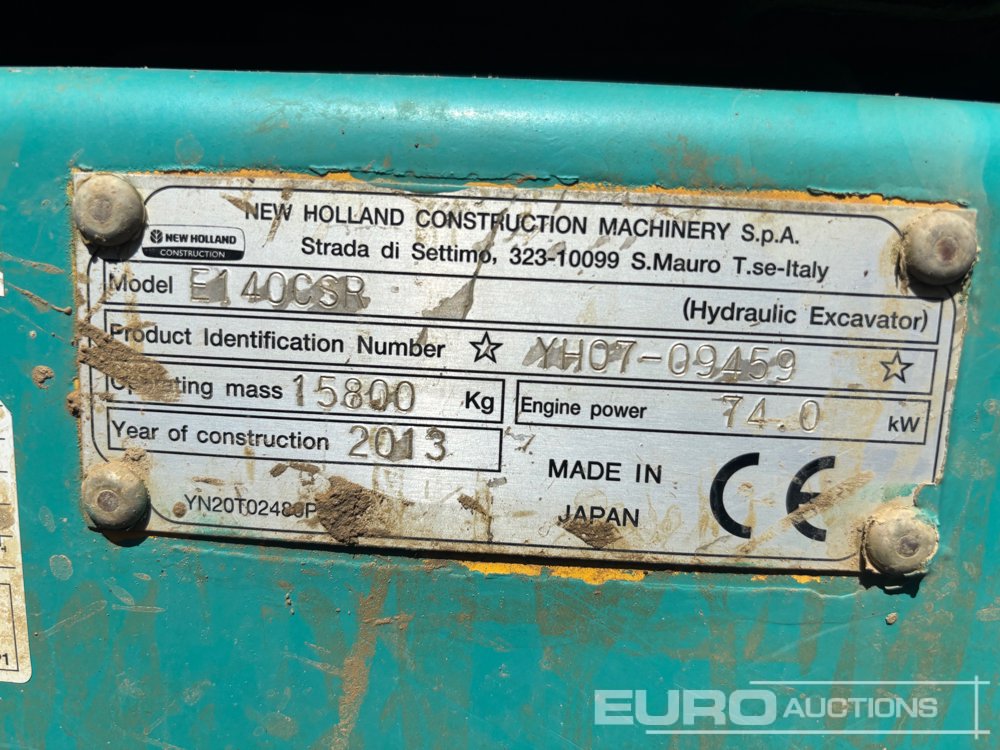 NEW HOLLAND CONSTRUCTION MACHINERY S.p.A.
Strada di Settimo, 323-10099 S.Mauro T.se-Italy
NEW HOLLAND
CONSTRUCTION
Model E140CSR
(Hydraulic Excavator)
Product Identification Number ☆ YH07-09459 ☆
Operating mass 15800 Kg
Engine power 74.0 kW
Year of construction 2013
MADE IN
JAPAN
CE
EURO AUCTIONS